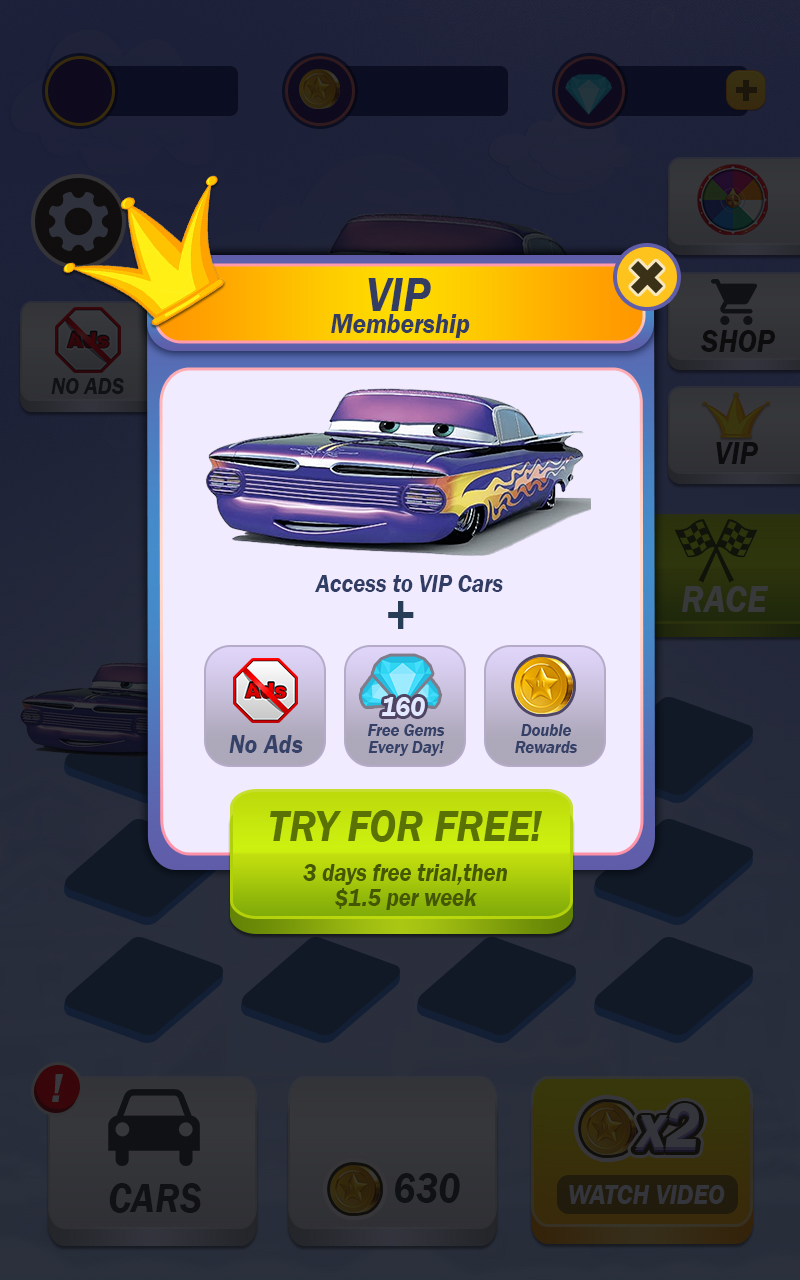 Ads
NO ADS
VIP
Membership
SHOP
VIP
RACE
Access to VIP Cars
+
Ads
No Ads
160
Free Gems
Every Day!
Double
Rewards
TRY FOR FREE!
3 days free trial,then
$1.5 per week
!
CARS
630
x2
WATCH VIDEO